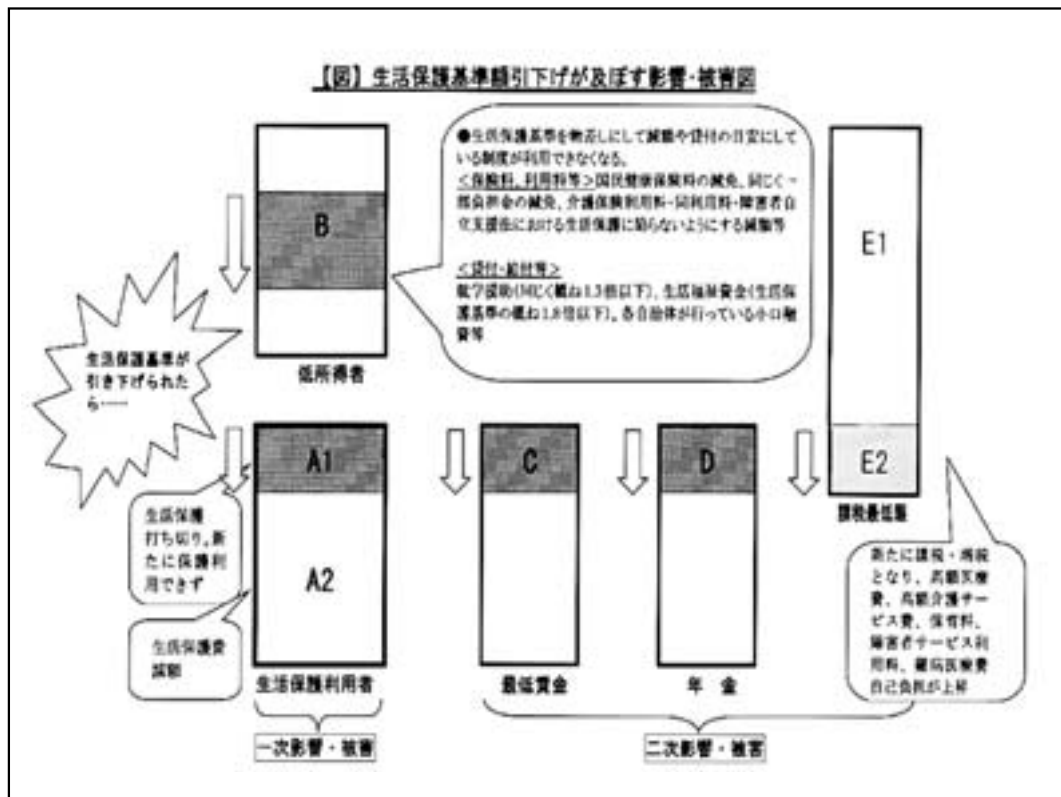 【図】生活保護基準額引下げが及ぼす影響・被害図
●生活保護基準を物差しにして減額や貸付の目安にして
いる制度が利用できなくなる。
<保険料、利用料等>国民健康保険料の減免、同じく一
部負担金の減免、介護保険利用料・同利用料・障害者自
立支援法における生活保護に陥らないようにする減額等
<貸付・給付等>
就学援助(同じく概ね1.3倍以下)、生活福祉資金(生活保
護基準の概ね1.8倍以下)。各自治体が行っている小口融
資等
B
低所得者
生活保護基準が
引き下げられた
ら……
E1
E2
課税最低限
A1
A2
生活保護利用者
C
最低賃金
D
年 金
生活保護
打ち切り、新
たに保護利
用できず
生活保護費
減額
新たに課税・増税
となり、高額医療
費、高額介護サー
ビス費、保育料、
障害者サービス利
用料、難病医療費
自己負担が上昇
一次影響・被害
二次影響・被害